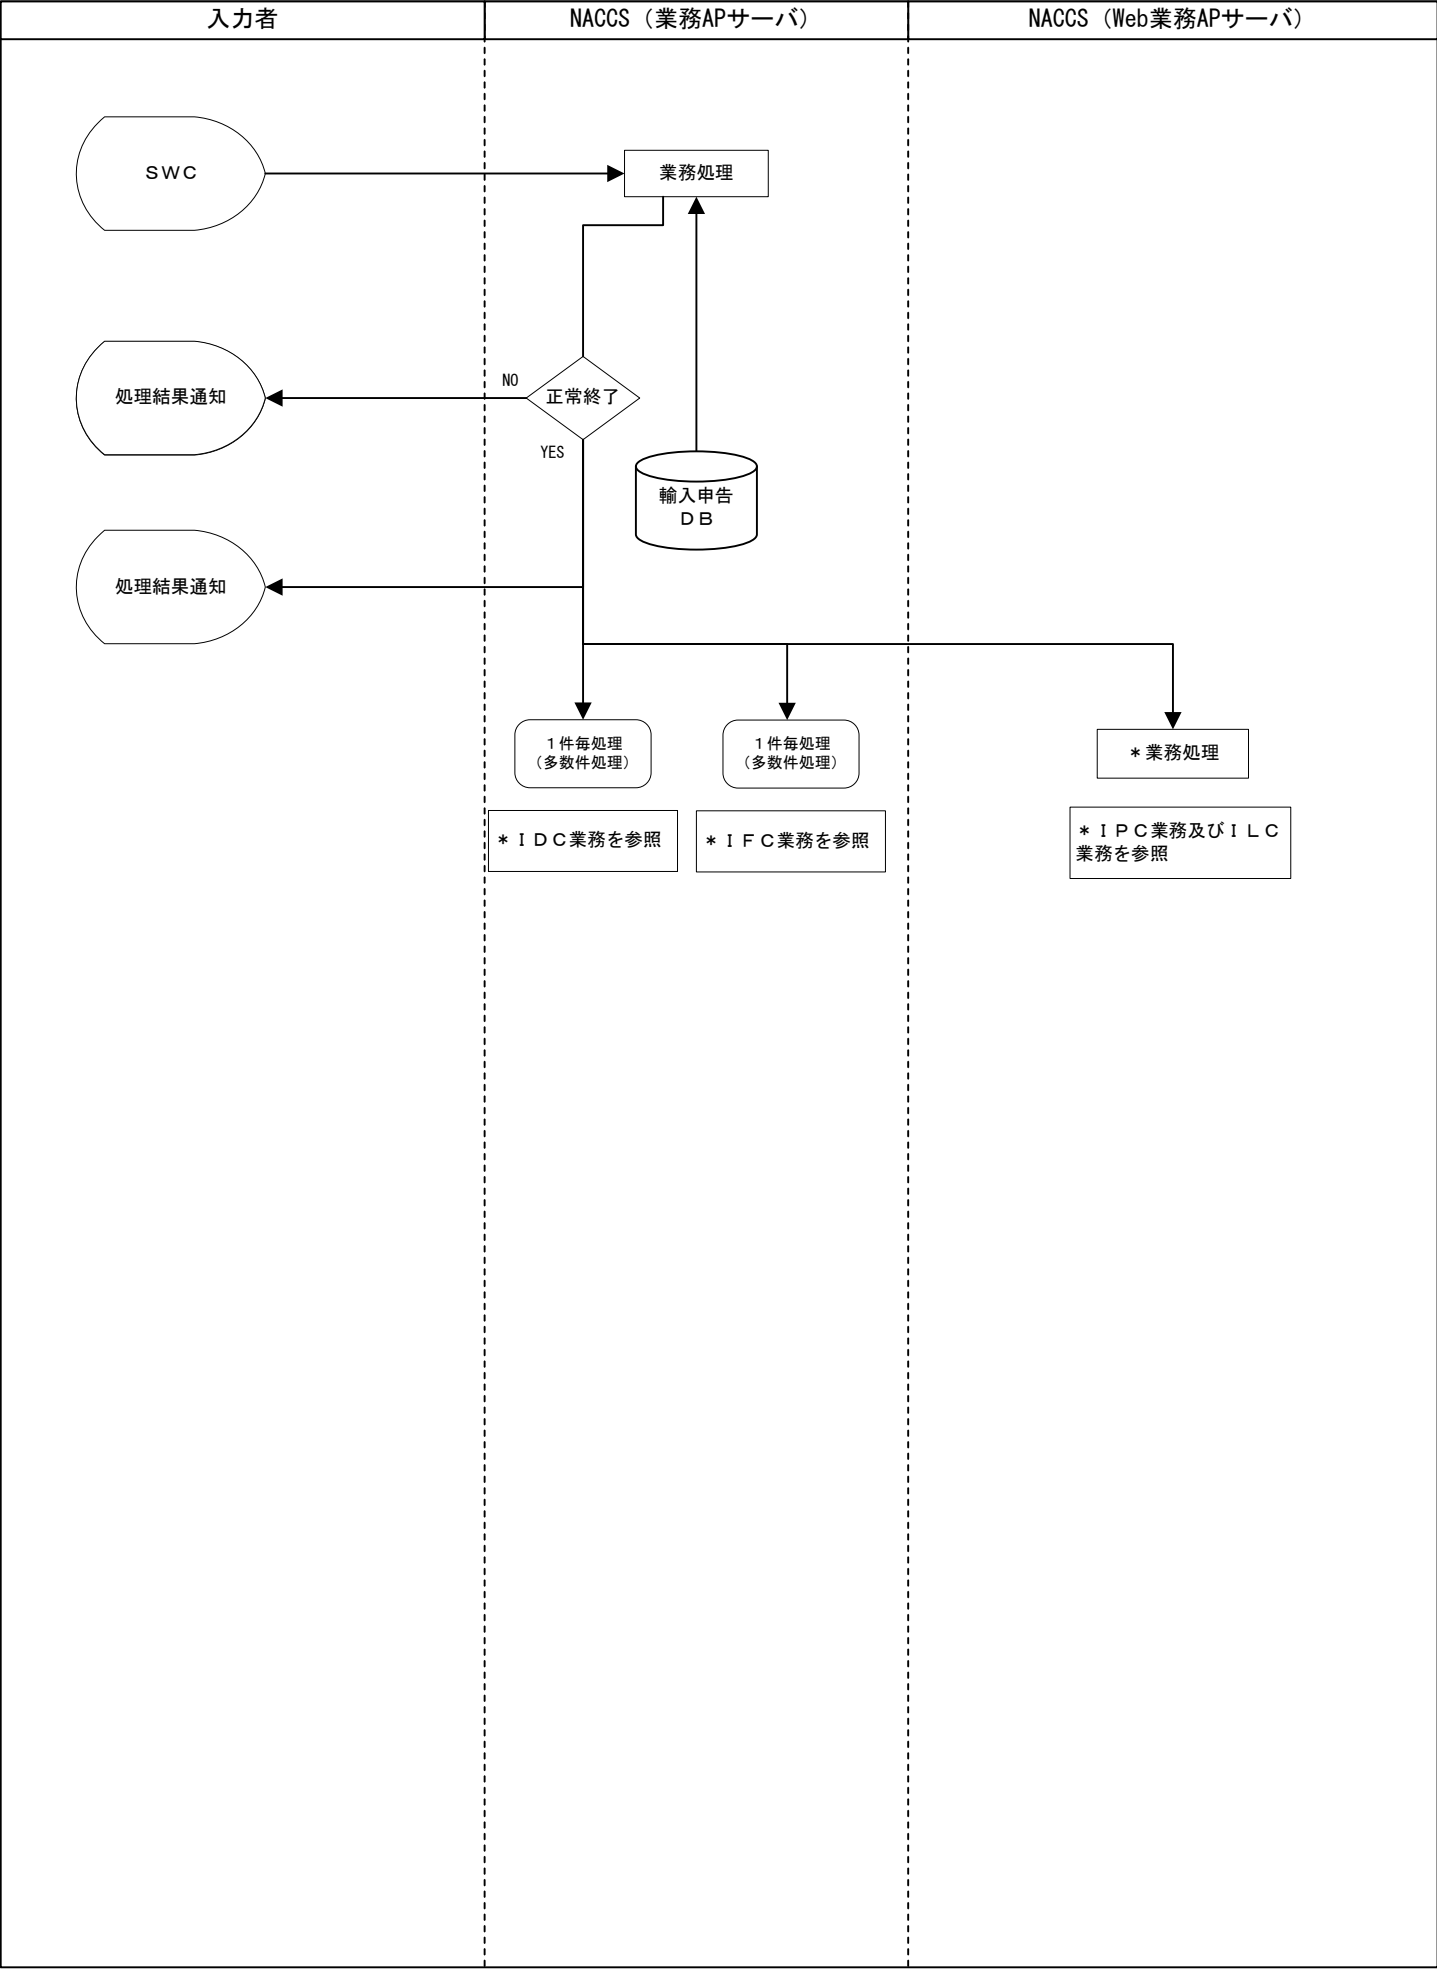 入力者
NACCS（業務APサーバ）
NACCS（Web業務APサーバ）
ＳＷＣ
業務処理
処理結果通知
NO
正常終了
YES
輸入申告
ＤＢ
処理結果通知
１件毎処理
（多数件処理）
１件毎処理
（多数件処理）
＊業務処理
＊ＩＤＣ業務を参照
＊ＩＦＣ業務を参照
＊ＩＰＣ業務及びＩＬＣ
業務を参照